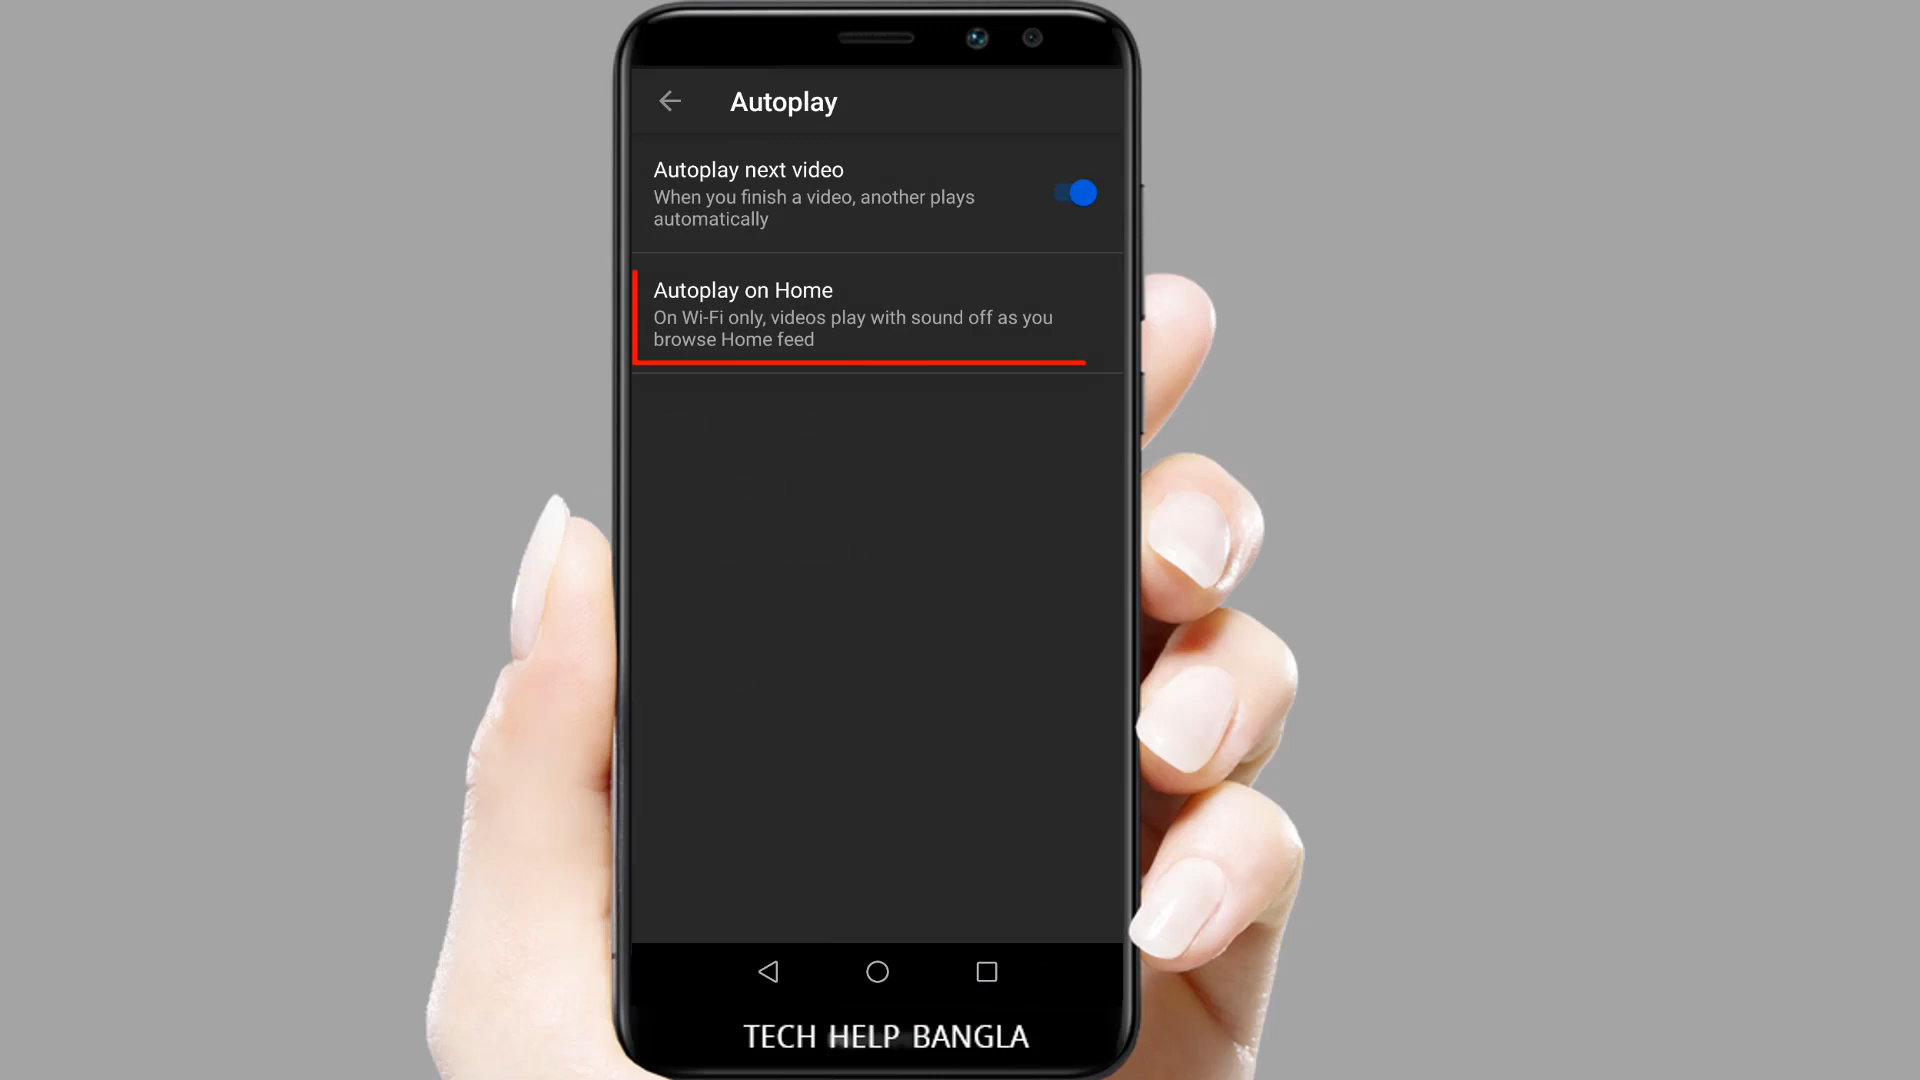 Autoplay
Autoplay next video
When you finish a video, another plays
automatically
Autoplay on Home
On Wi-Fi only, videos play with sound off as you
browse Home feed
TECH HELP BANGLA